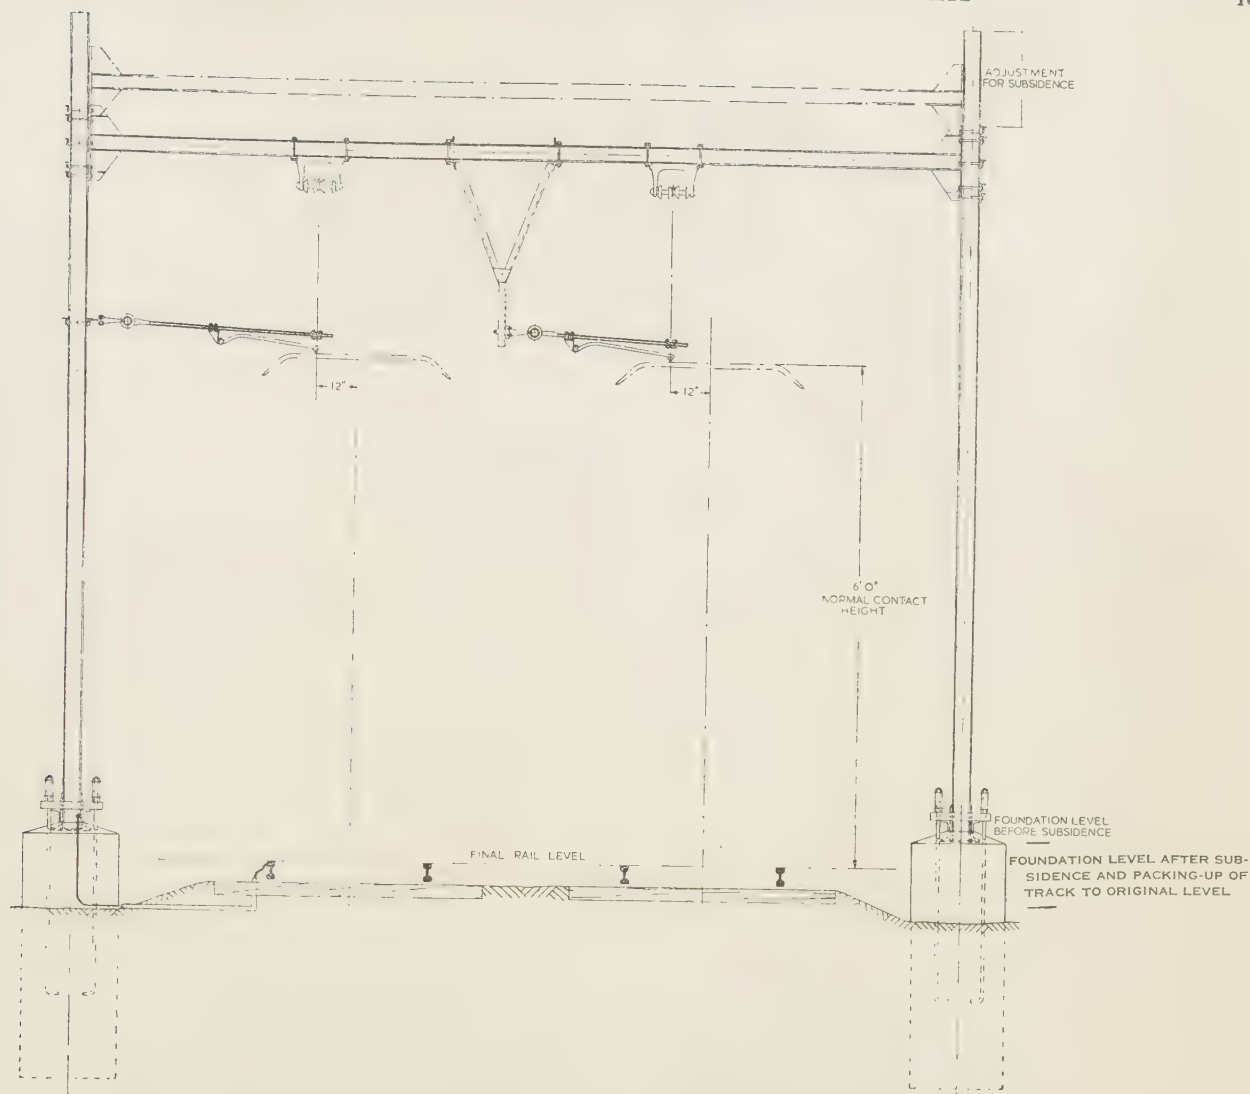 ADJUSTMENT
FOR SUBSIDENCE
12"
12"
6' 0"
NORMAL CONTACT
HEIGHT
FOUNDATION LEVEL
BEFORE SUBSIDENCE
FINAL RAIL LEVEL
FOUNDATION LEVEL AFTER SUB-
SIDENCE AND PACKING-UP OF
TRACK TO ORIGINAL LEVEL